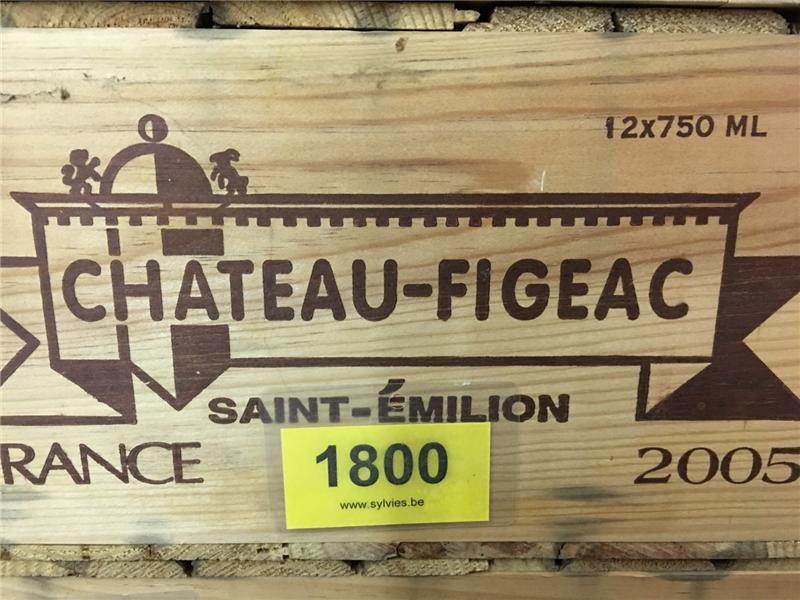 12x750 ML
CHATEAU-FIGEAC
SAINT-ÉMILION
RANCE
2005
1800
www.sylvies.be